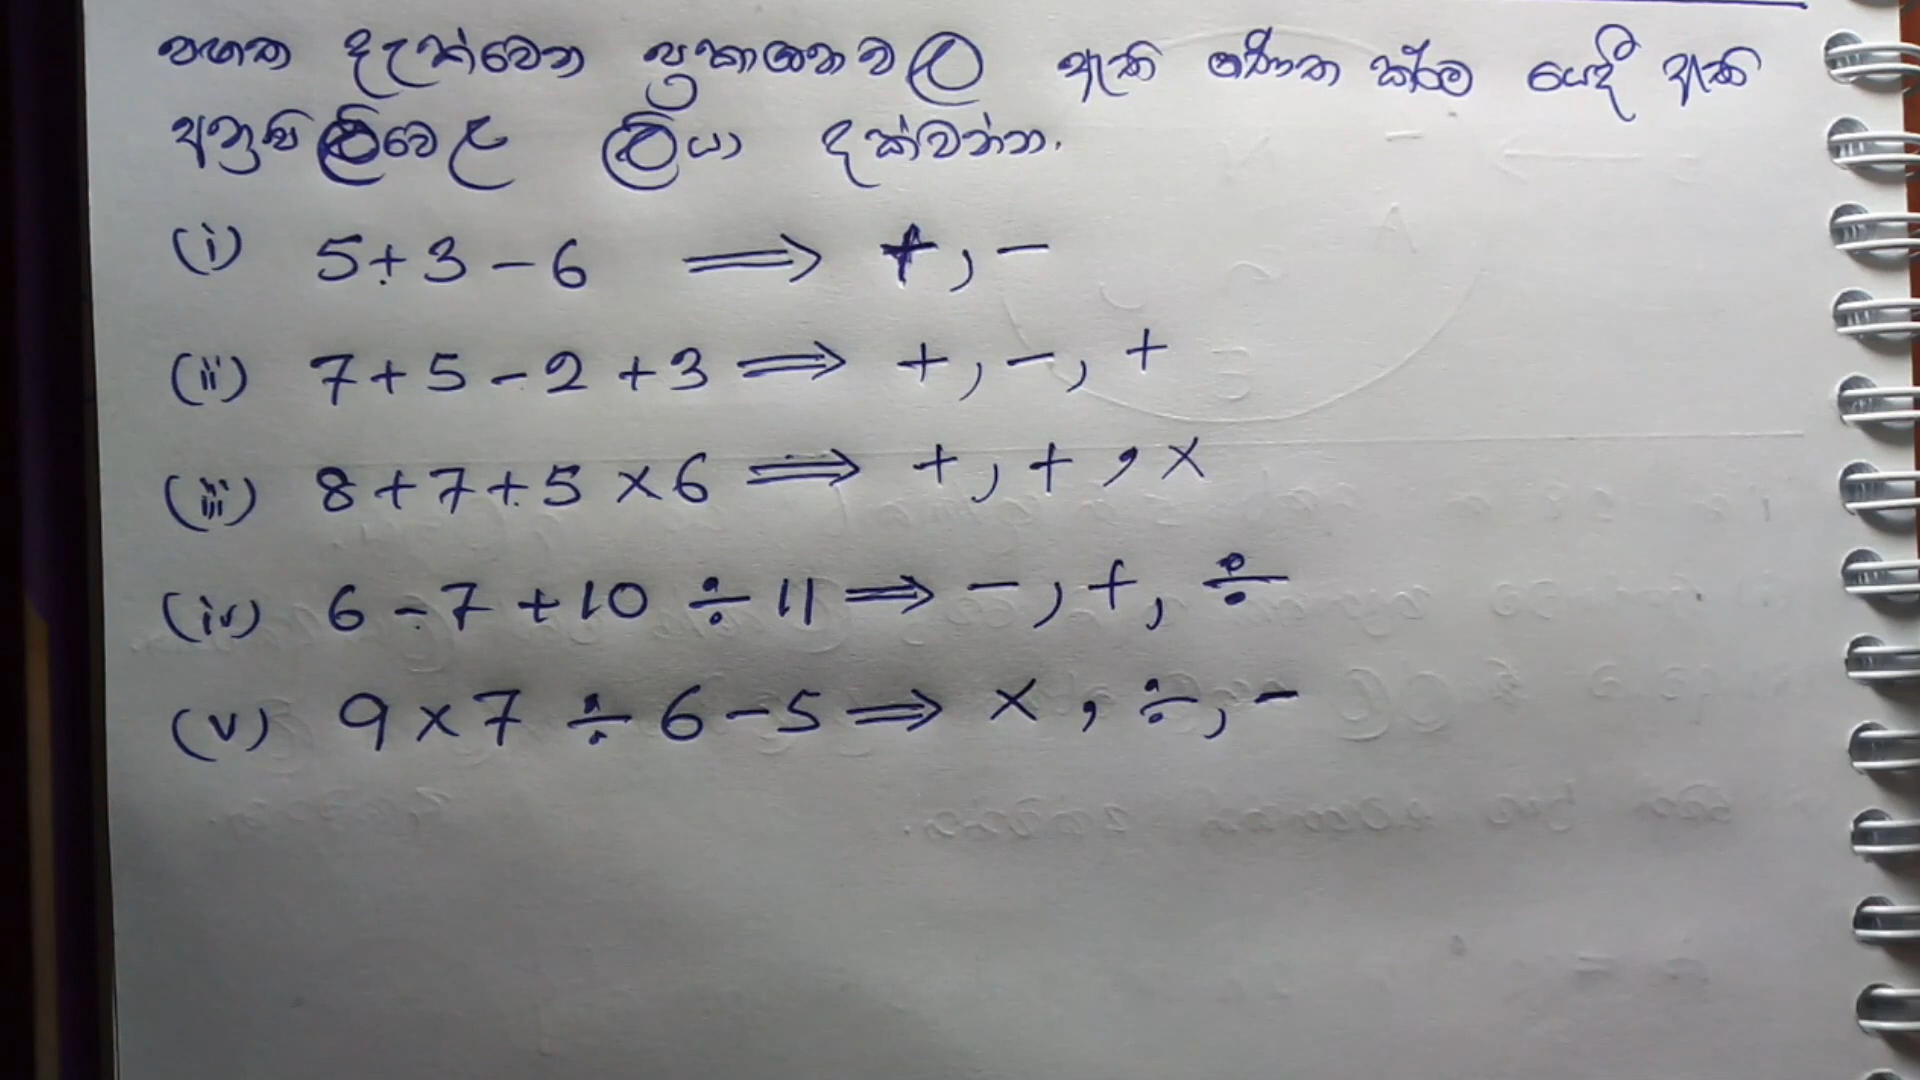 පහත දැක්වෙන ප්‍රකාශනවල ඇති ගණිත කර්ම යෙදී ඇති
අනුපිළිවෙළ ලියා දක්වන්න.
(i) 5+3-6 ⟹ +, -
(ii) 7+5-2+3 ⟹ +, -, +
(iii) 8+7+5×6 ⟹ +, +, ×
(iv) 6-7+10÷11 ⟹ -, +, ÷
(v) 9×7÷6-5 ⟹ ×, ÷, -